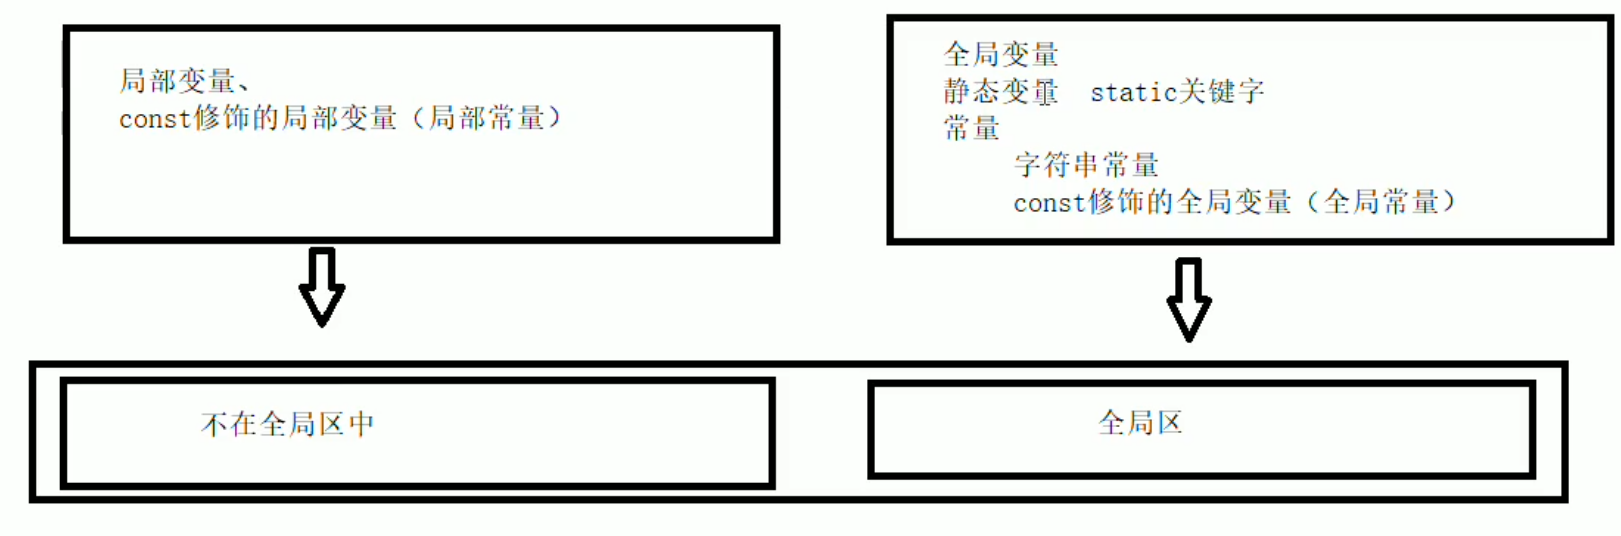 局部变量、
const修饰的局部变量（局部常量）
全局变量
静态变量 static关键字
常量
字符串常量
const修饰的全局变量（全局常量）
不在全局区中
全局区